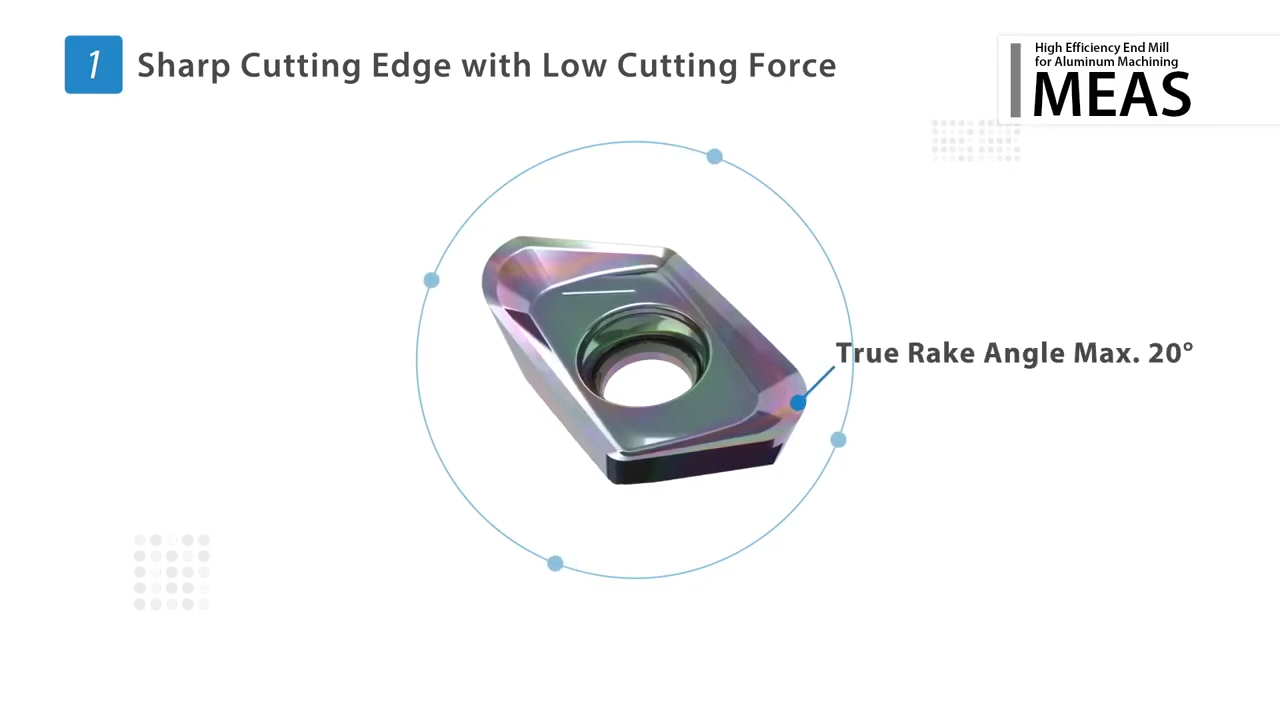 1
Sharp Cutting Edge with Low Cutting Force
High Efficiency End Mill
for Aluminum Machining
MEAS
True Rake Angle Max. 20°